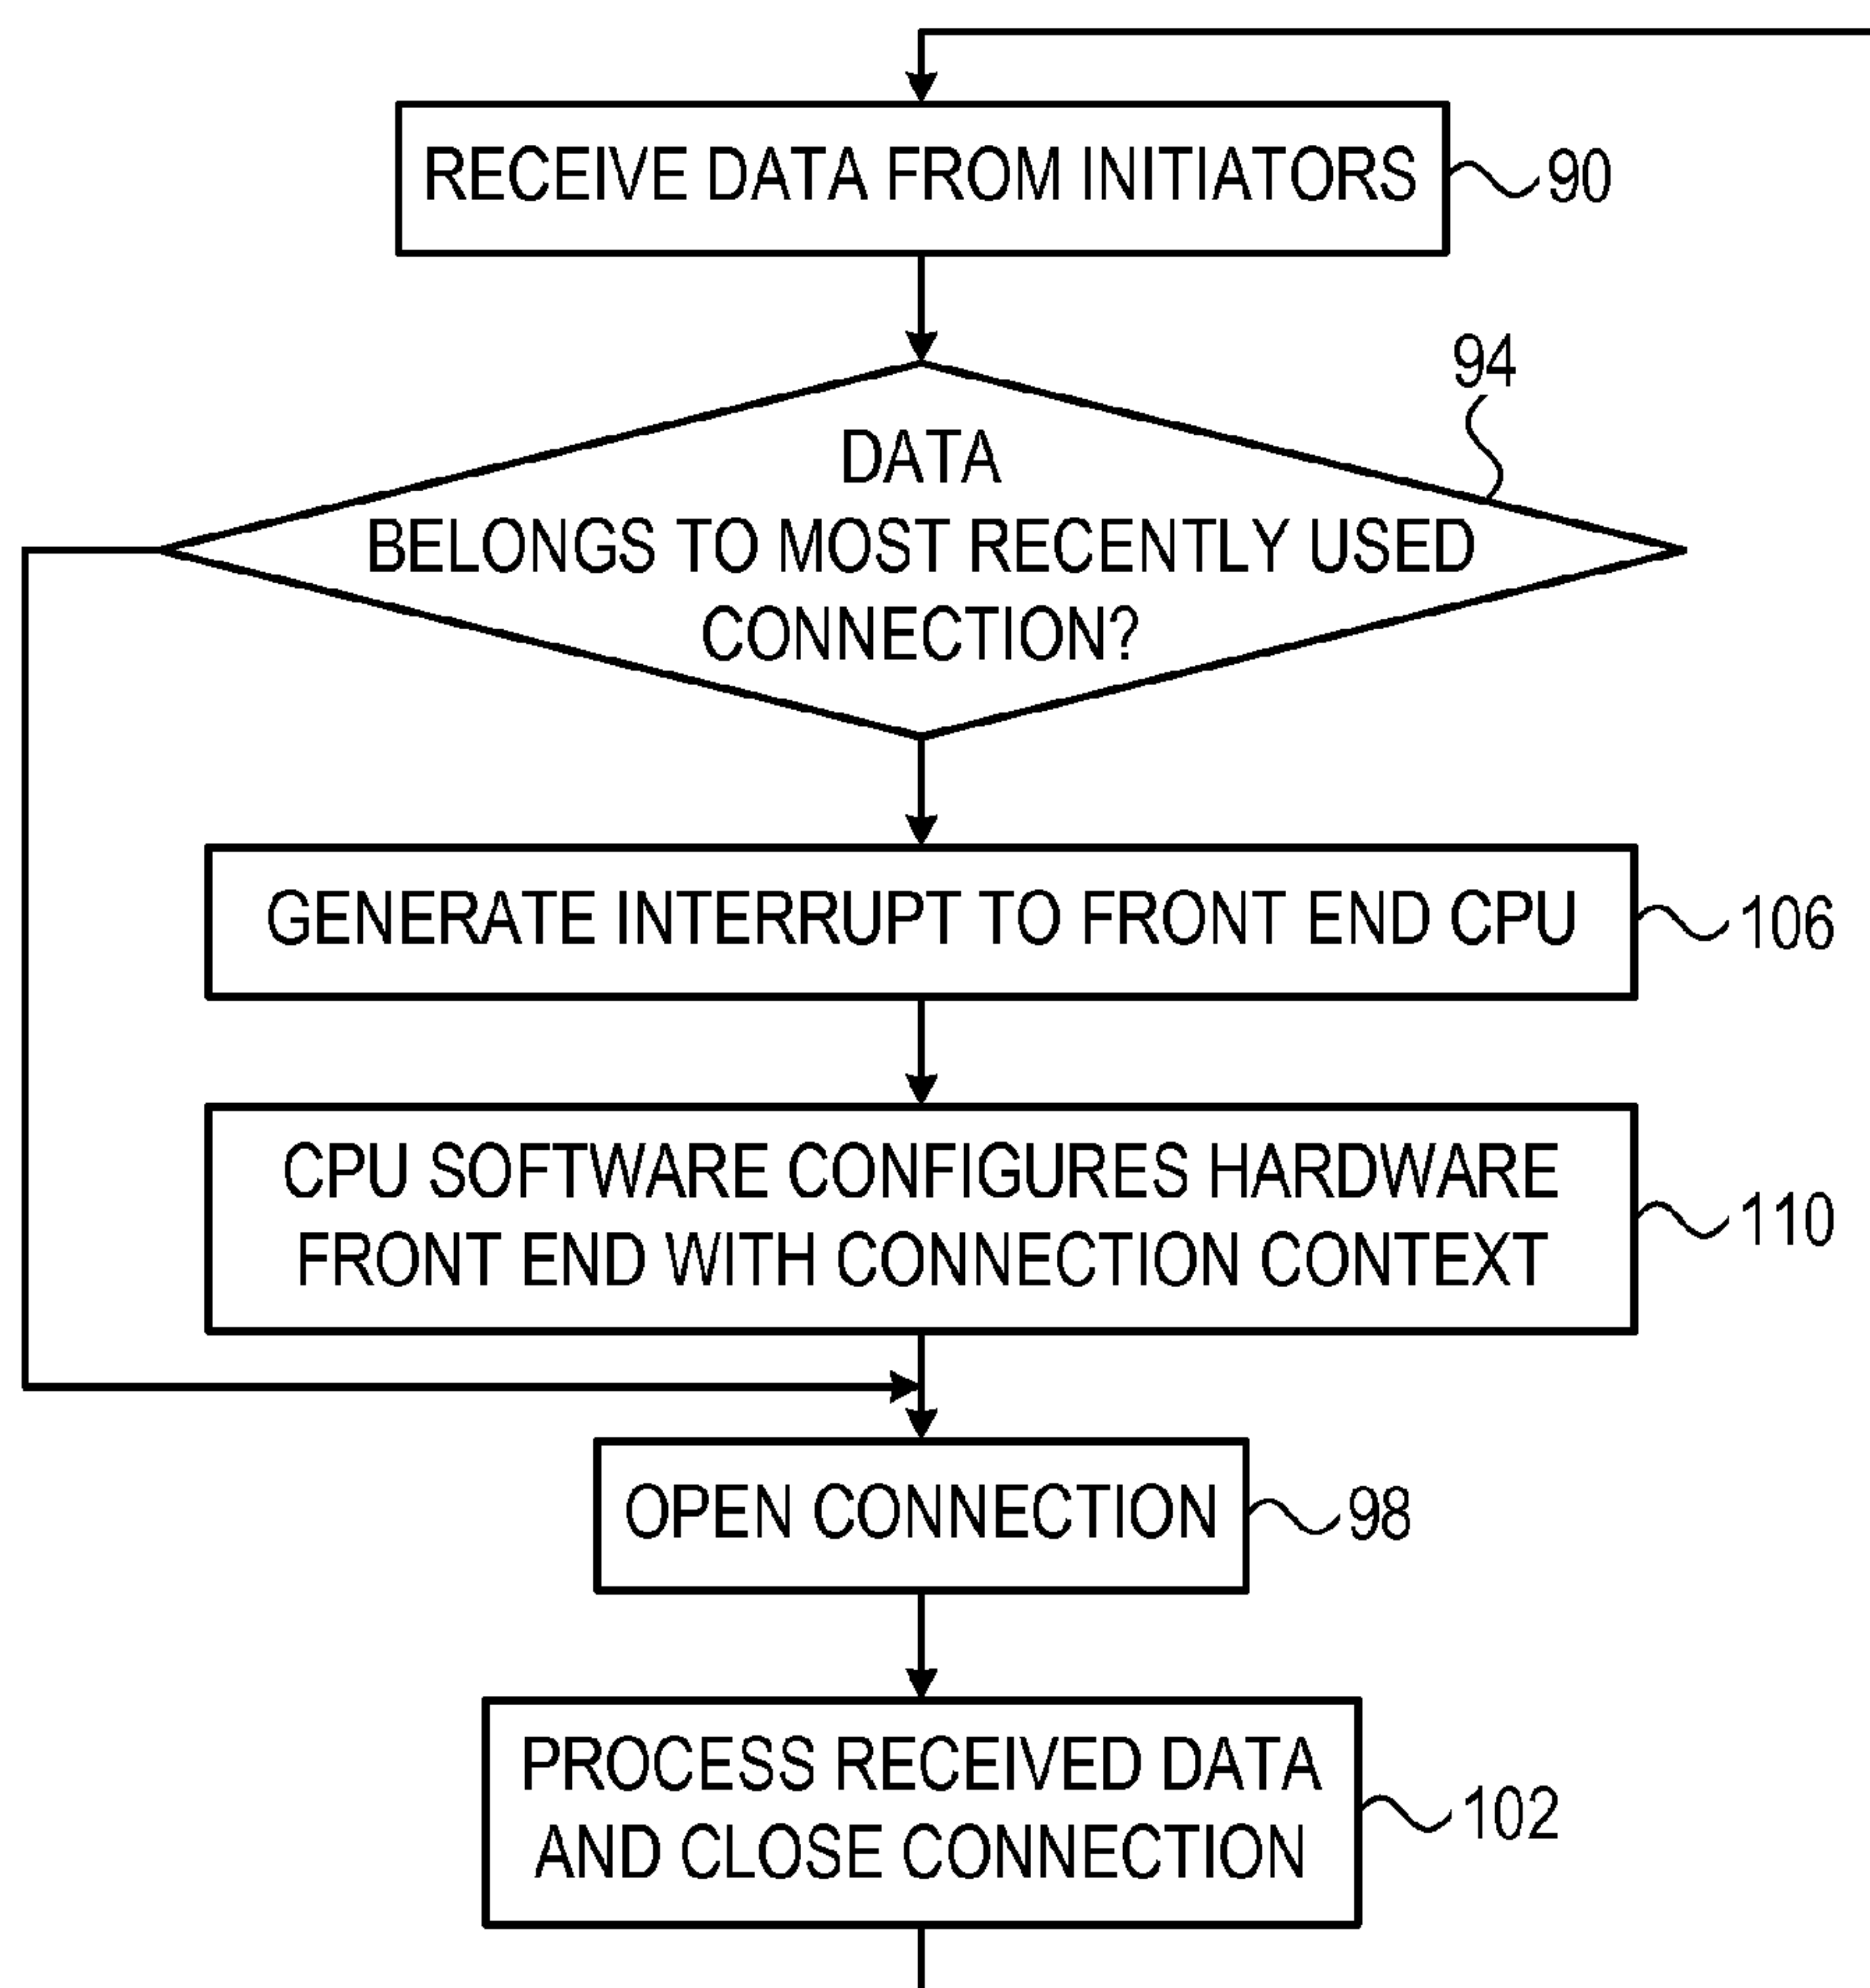 RECEIVE DATA FROM INITIATORS
90
94
DATA
BELONGS TO MOST RECENTLY USED
CONNECTION?
GENERATE INTERRUPT TO FRONT END CPU
106
CPU SOFTWARE CONFIGURES HARDWARE
FRONT END WITH CONNECTION CONTEXT
110
OPEN CONNECTION
98
PROCESS RECEIVED DATA
AND CLOSE CONNECTION
102